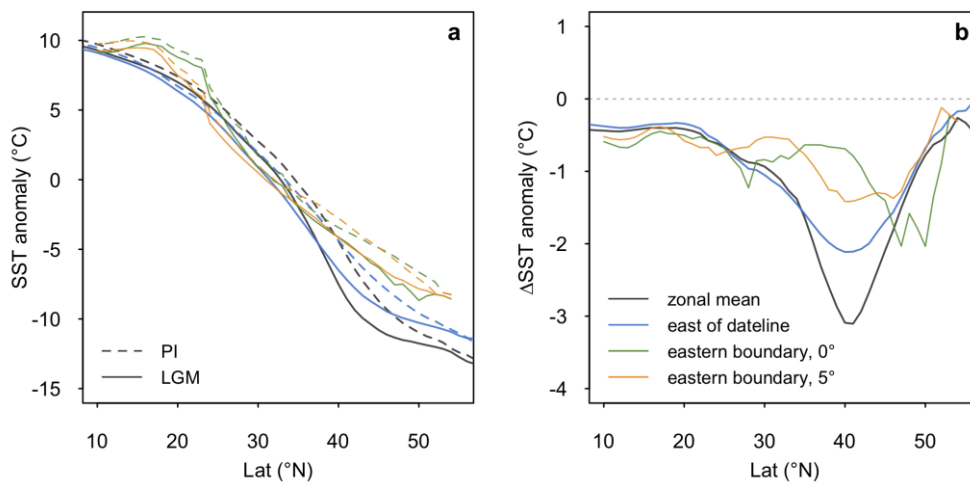 a
SST anomaly (°C)
10
5
0
-5
-10
-15
PI
LGM
10 20 30 40 50
Lat (°N)
b
ΔSST anomaly (°C)
1
0
-1
-2
-3
-4
zonal mean
east of dateline
eastern boundary, 0°
eastern boundary, 5°
10 20 30 40 50
Lat (°N)